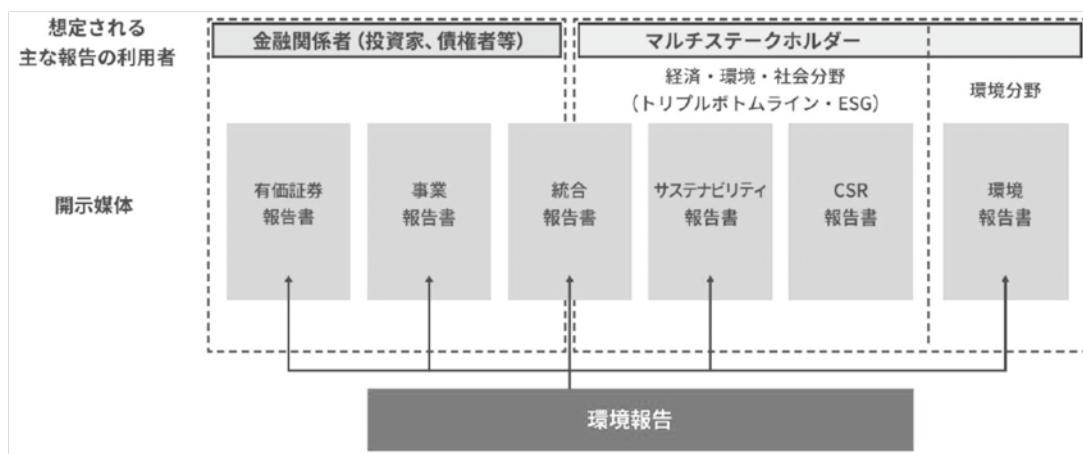 想定される
主な報告の利用者
金融関係者（投資家、債権者等）
マルチステークホルダー
経済・環境・社会分野
（トリプルボトムライン・ESG）
環境分野
開示媒体
有価証券
報告書
事業
報告書
統合
報告書
サステナビリティ
報告書
CSR
報告書
環境
報告書
環境報告